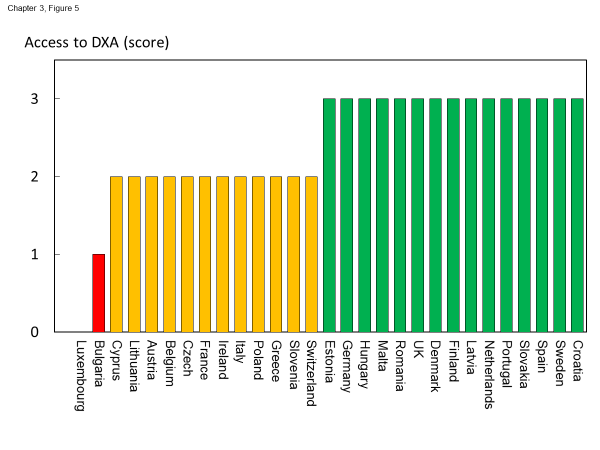 Chapter 3, Figure 5
Access to DXA (score)
3
2
1
0
Luxembourg
Bulgaria
Cyprus
Lithuania
Austria
Belgium
Czech
France
Ireland
Italy
Poland
Greece
Slovenia
Switzerland
Estonia
Germany
Hungary
Malta
Romania
UK
Denmark
Finland
Latvia
Netherlands
Portugal
Slovakia
Spain
Sweden
Croatia